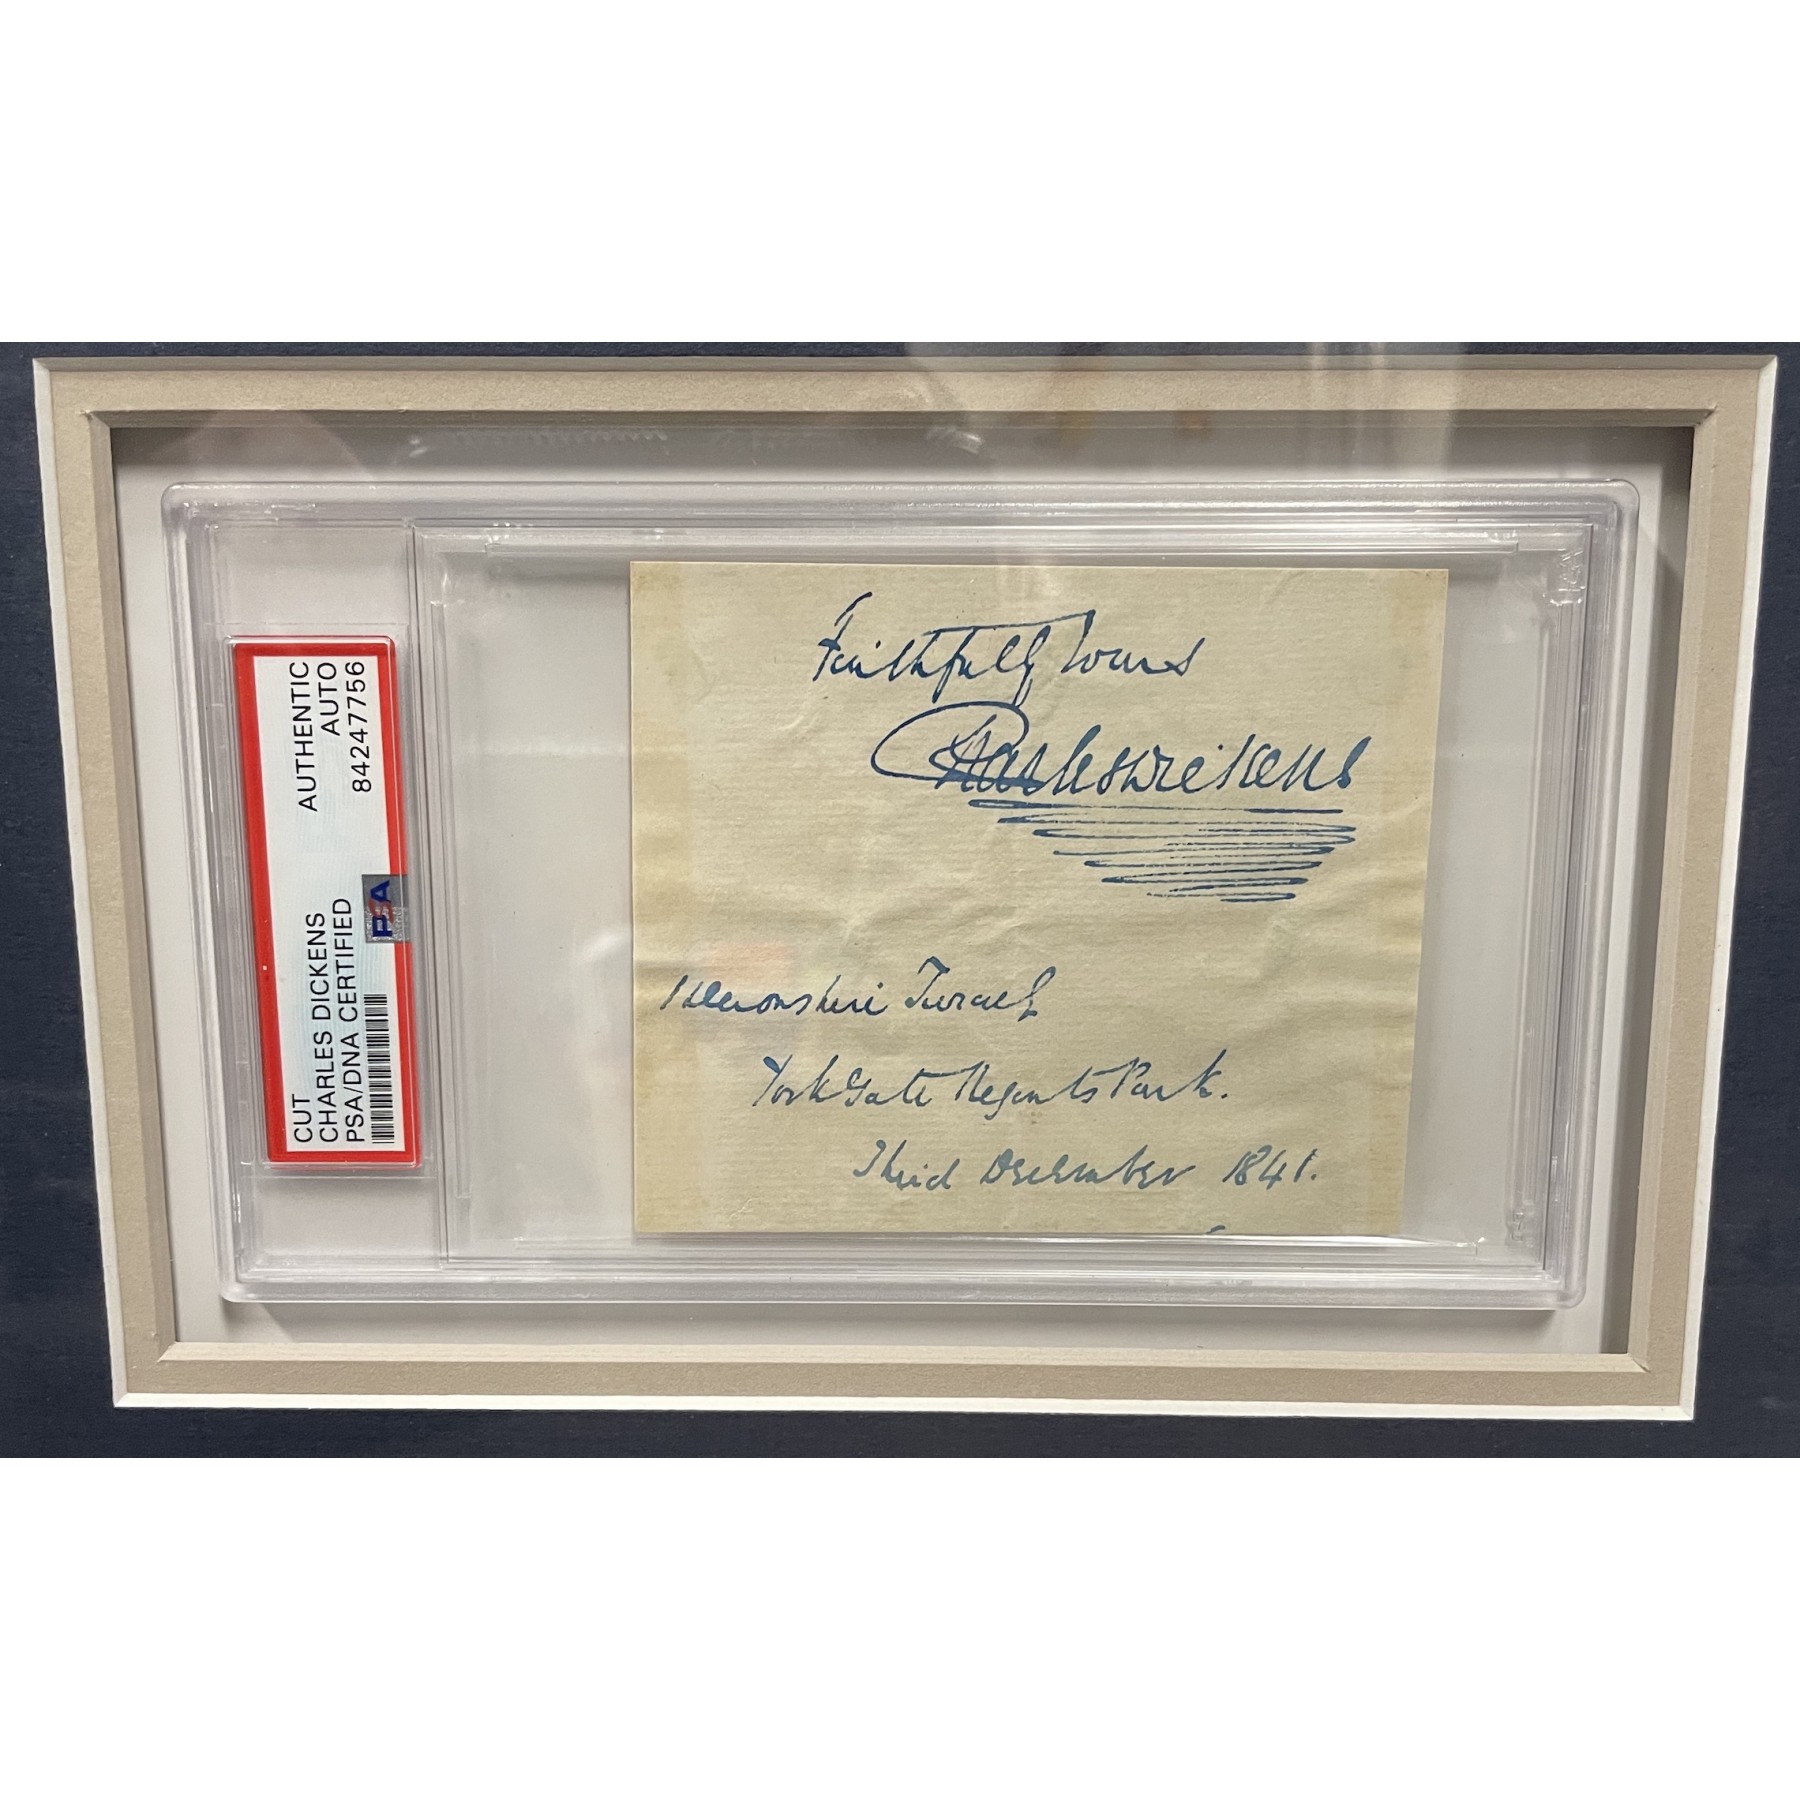 CUT
CHARLES DICKENS
PSA/DNA CERTIFIED
AUTHENTIC
AUTO
84247756
PSA
Faithfully Yours
Charles Dickens
1 Devonshire Terrace
York Gate Regents Park.
Third December 1841.